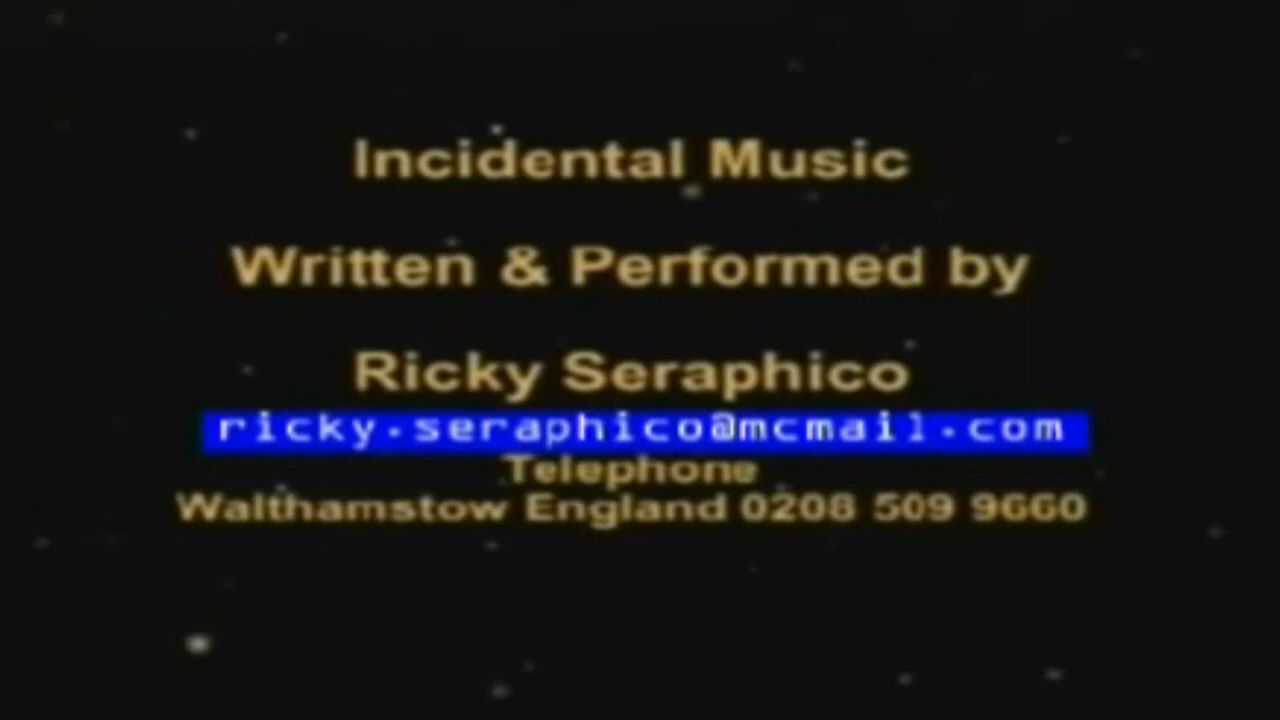 Incidental Music
Written & Performed by
Ricky Seraphico
ricky.seraphico@mcmail.com
Telephone
Walthamstow England 0208 509 9660